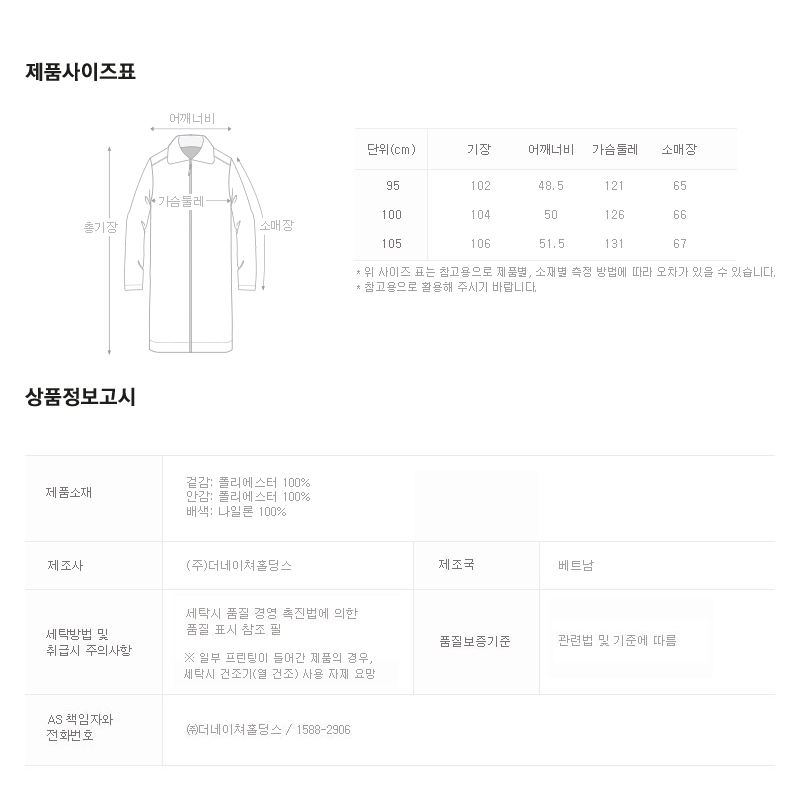 제품사이즈표
어깨너비
총기장
가슴둘레
소매장
단위(cm) 기장 어깨너비 가슴둘레 소매장
95 102 48.5 121 65
100 104 50 126 66
105 106 51.5 131 67
* 위 사이즈 표는 참고용으로 제품별, 소재별 측정 방법에 따라 오차가 있을 수 있습니다.
* 참고용으로 활용해 주시기 바랍니다.
상품정보고시
제품소재
겉감: 폴리에스터 100%
안감: 폴리에스터 100%
배색: 나일론 100%
제조사 (주)더네이쳐홀딩스 제조국 베트남
세탁방법 및
취급시 주의사항
세탁시 품질 경영 촉진법에 의한
품질 표시 참조 필
※ 일부 프린팅이 들어간 제품의 경우,
세탁시 건조기(열 건조) 사용 자제 요망
품질보증기준
관련법 및 기준에 따름
AS 책임자와
전화번호
㈜더네이쳐홀딩스 / 1588-2906